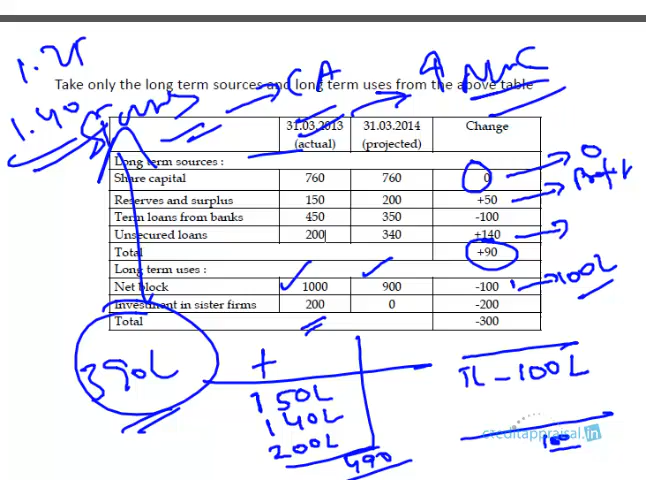 1.25
Take only the long term sources and long term uses from the above table
CA
4
NWC
1.40
31.03.2013 (actual) 31.03.2014 (projected) Change
Long term sources :
Share capital 760 760 0
Reserves and surplus 150 200 +50
Term loans from banks 450 350 -100
Unsecured loans 200 340 +140
Total +90
Long term uses :
Net block 1000 900 -100
Investment in sister firms 200 0 -200
Total -300
0
Profit
100L
390L
+
150L
140L
200L
490
TL - 100L
creditappraisal.in